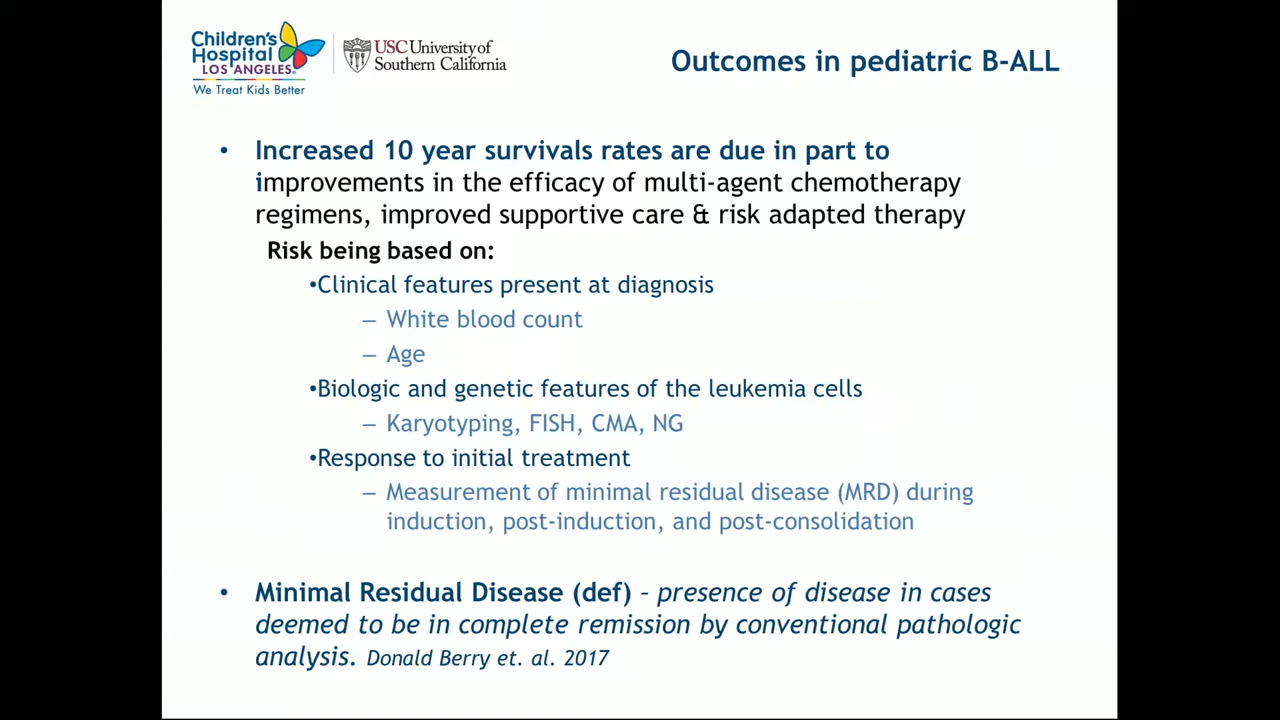 Children's
Hospital
LOS ANGELES
We Treat Kids Better
USC University of
Southern California
Outcomes in pediatric B-ALL
• Increased 10 year survivals rates are due in part to
improvements in the efficacy of multi-agent chemotherapy
regimens, improved supportive care & risk adapted therapy
Risk being based on:
•Clinical features present at diagnosis
– White blood count
– Age
•Biologic and genetic features of the leukemia cells
– Karyotyping, FISH, CMA, NG
•Response to initial treatment
– Measurement of minimal residual disease (MRD) during
induction, post-induction, and post-consolidation
• Minimal Residual Disease (def) – presence of disease in cases
deemed to be in complete remission by conventional pathologic
analysis. Donald Berry et. al. 2017